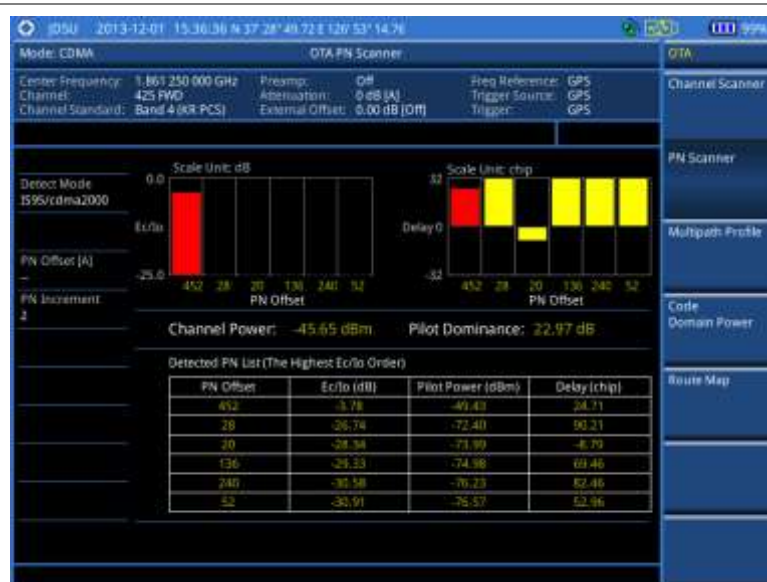 JDSU 2013-12-01 15:36:36 N 37° 28' 49.72 E 126° 53' 14.76 99%
Mode: CDMA OTA PN Scanner OTA
Center Frequency: 1.861 250 000 GHz Preamp: Off Freq Reference: GPS
Channel: 425 FWD Attenuation: 0 dB [A] Trigger Source: GPS
Channel Standard: Band 4 (KR PCS) External Offset: 0.00 dB [Off] Trigger: GPS
Channel Scanner
PN Scanner
Multipath Profile
Code
Domain Power
Route Map
Detect Mode
IS95/cdma2000
PN Offset [A]
--
PN Increment
2
Scale Unit: dB
0.0
Ec/Io
-25.0
452 28 20 136 240 52
PN Offset
Scale Unit: chip
32
Delay 0
-32
452 28 20 136 240 52
PN Offset
Channel Power: -45.65 dBm Pilot Dominance: 22.97 dB
Detected PN List (The Highest Ec/Io Order)
PN Offset Ec/Io (dB) Pilot Power (dBm) Delay (chip)
452 -3.78 -49.43 24.71
28 -26.74 -72.40 90.21
20 -28.34 -73.99 -8.79
136 -29.33 -74.98 69.46
240 -30.58 -76.23 82.46
52 -30.91 -76.57 52.96